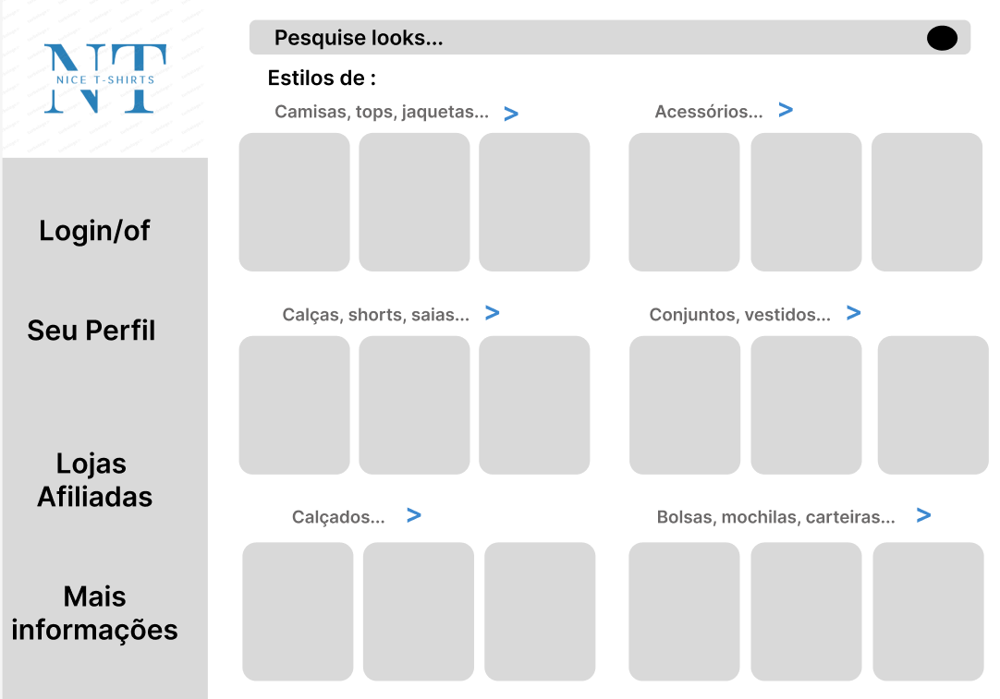 NT
NICE T-SHIRTS
Pesquise looks...
Estilos de :
Camisas, tops, jaquetas... >
Acessórios... >
Login/of
Seu Perfil
Calças, shorts, saias... >
Conjuntos, vestidos... >
Lojas
Afiliadas
Calçados... >
Bolsas, mochilas, carteiras... >
Mais
informações